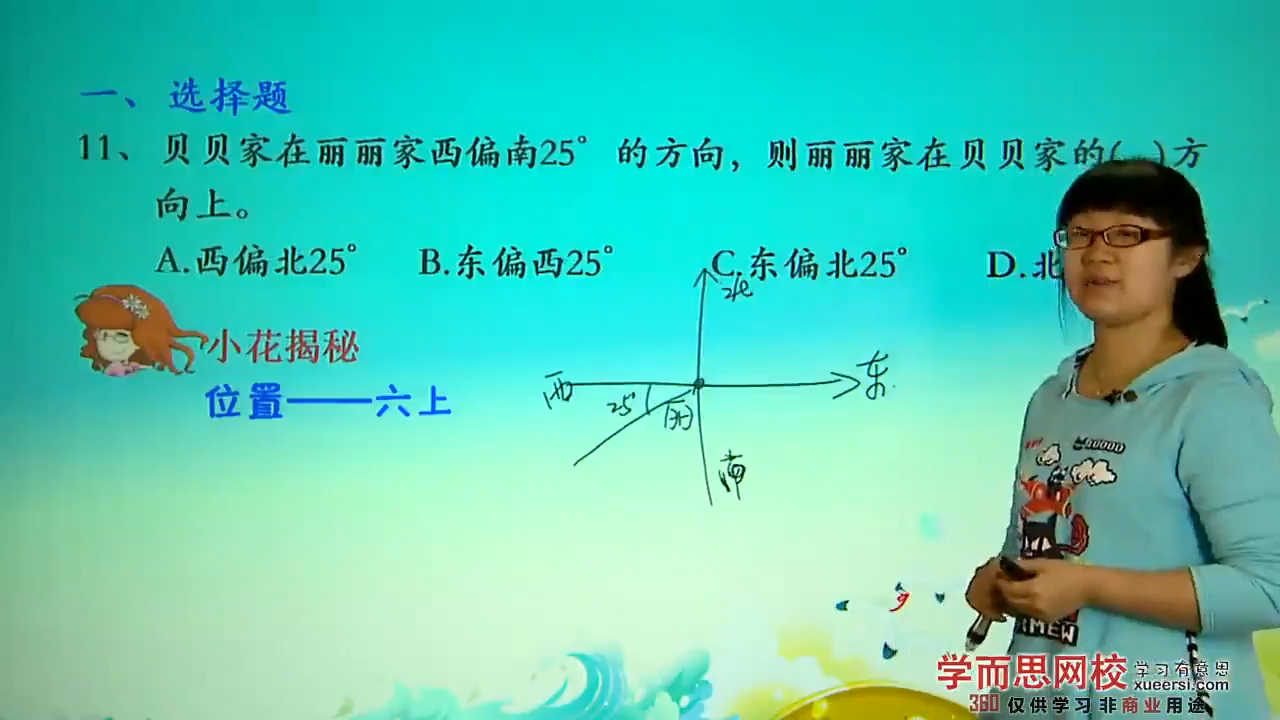 一、选择题
11、贝贝家在丽丽家西偏南25°的方向，则丽丽家在贝贝家的( )方
向上。
A.西偏北25° B.东偏西25° C.东偏北25° D.北
小花揭秘
位置——六上
北
西
东
25°
丽
南
学而思网校
学习有意思
xueersi.com
360 仅供学习非商业用途